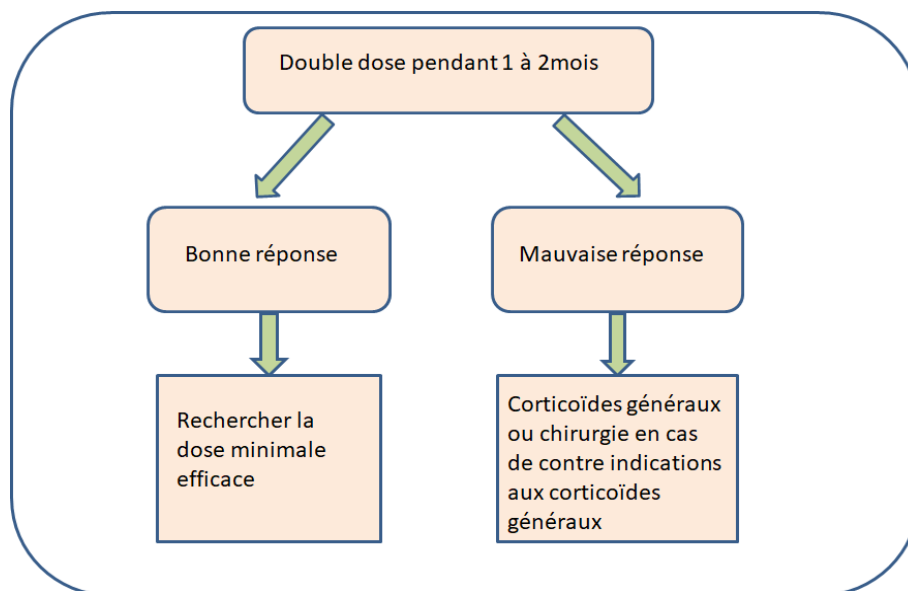 Double dose pendant 1 à 2mois
Bonne réponse
Mauvaise réponse
Rechercher la
dose minimale
efficace
Corticoïdes généraux
ou chirurgie en cas
de contre indications
aux corticoïdes
généraux